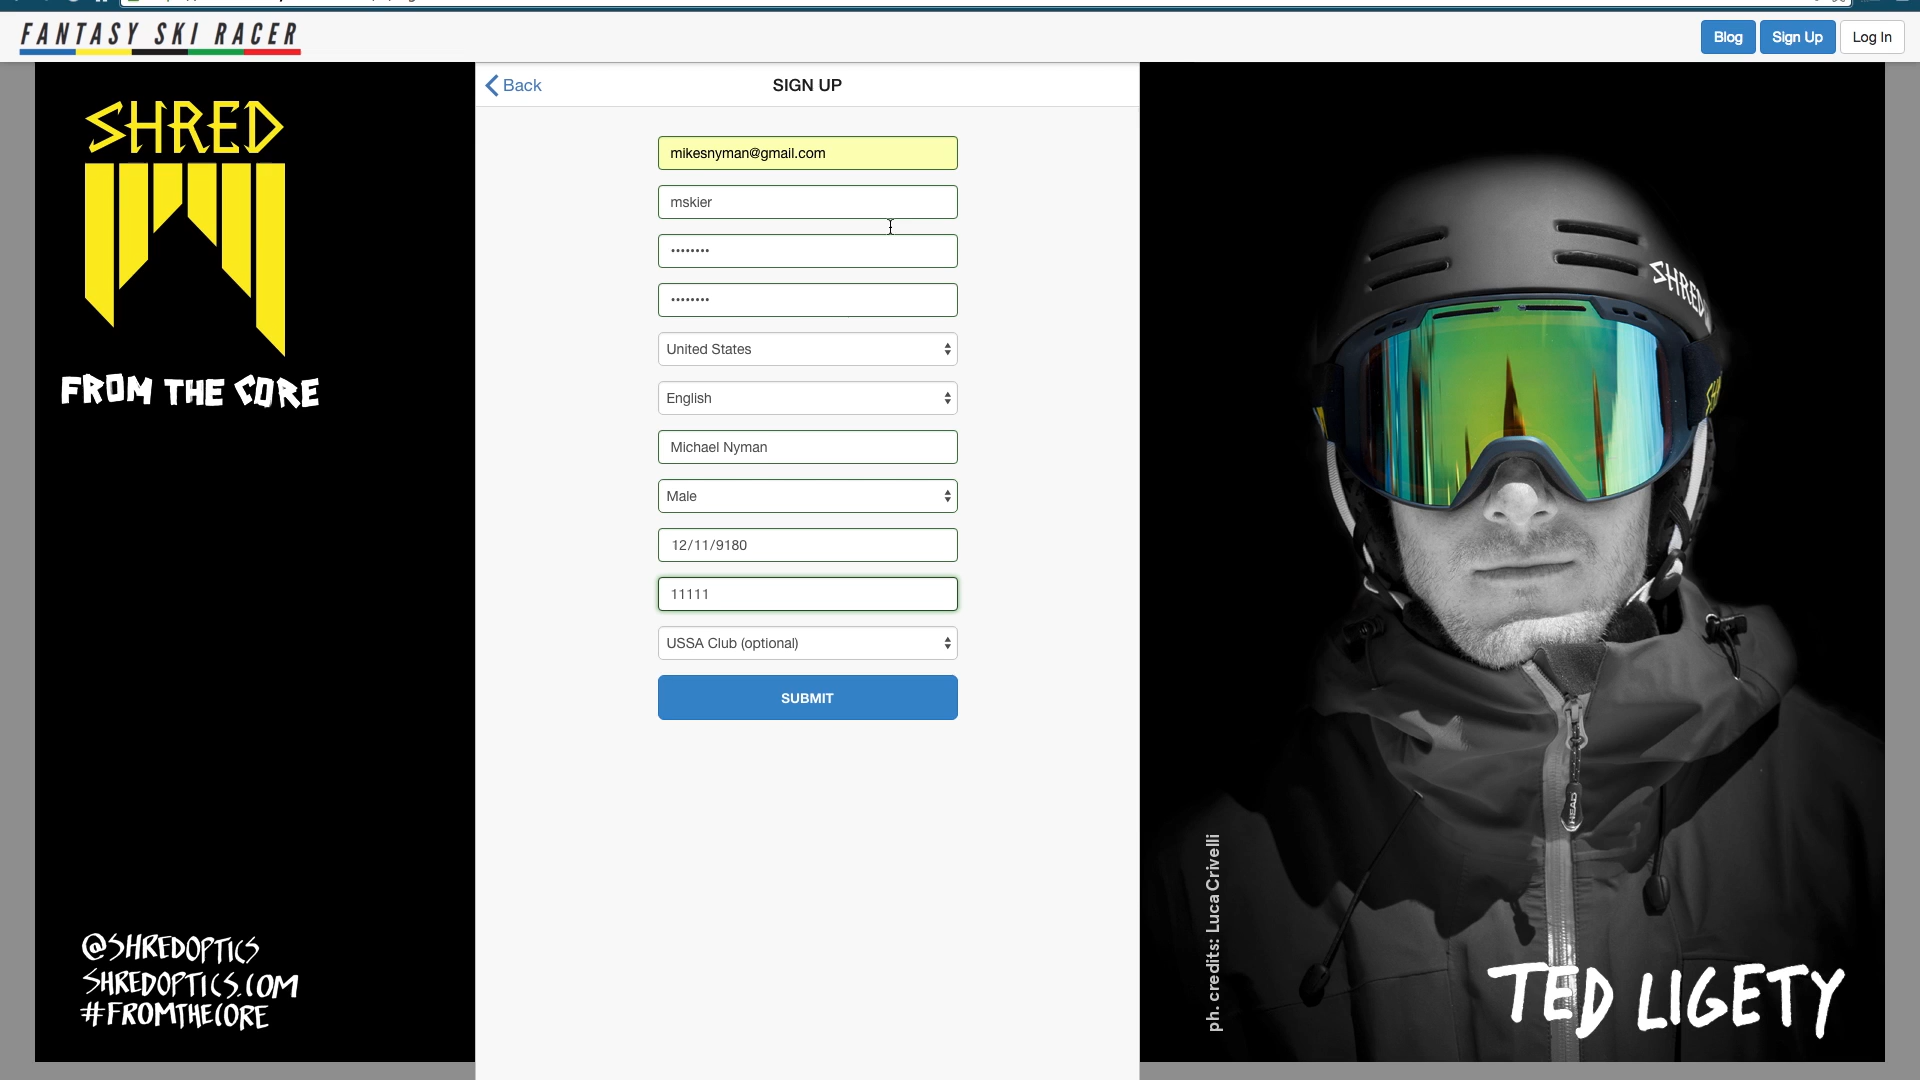 FANTASY SKI RACER
Blog
Sign Up
Log In
SHRED
FROM THE CORE
@SHREDOPTICS
SHREDOPTICS.COM
#FROMTHECORE
Back
SIGN UP
mikesnyman@gmail.com
mskier
••••••••
••••••••
United States
English
Michael Nyman
Male
12/11/9180
11111
USSA Club (optional)
SUBMIT
SHRED
HEAD
ph. credits: Luca Crivelli
TED LIGETY